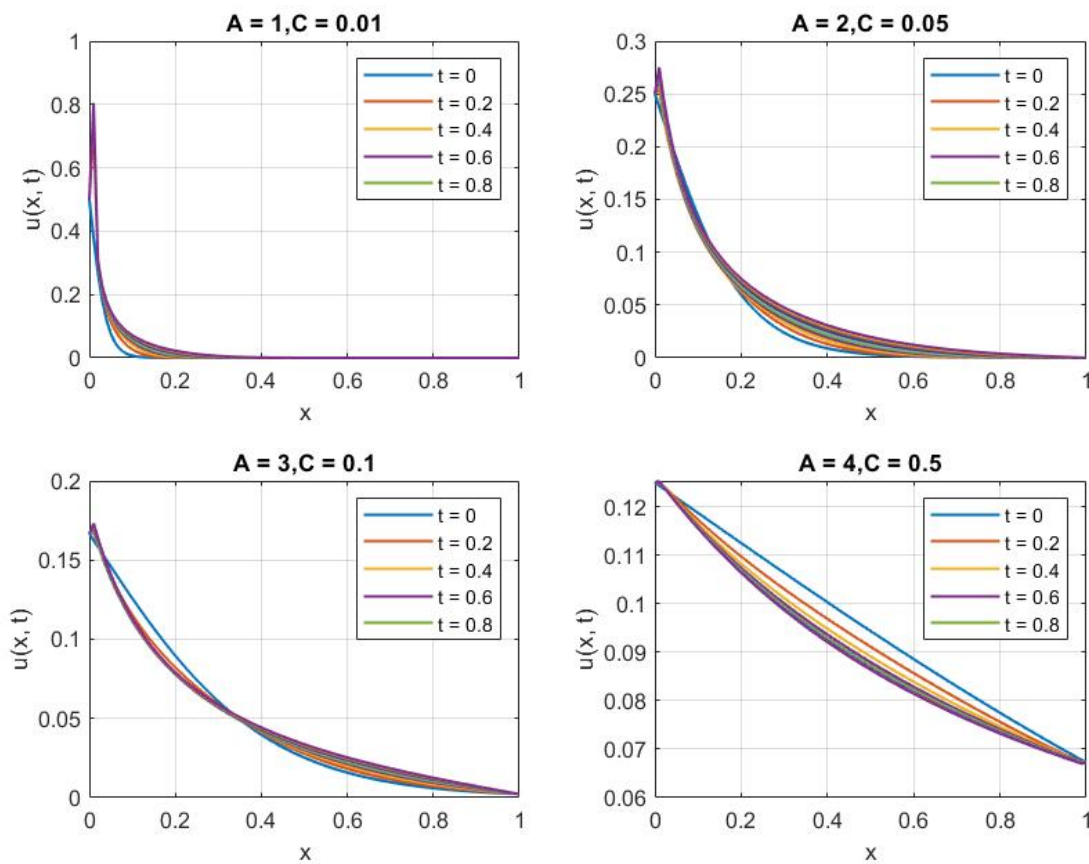 A = 1,C = 0.01
1
0.8
0.6
0.4
0.2
0
u(x, t)
t = 0
t = 0.2
t = 0.4
t = 0.6
t = 0.8
0 0.2 0.4 0.6 0.8 1
x
A = 2,C = 0.05
0.3
0.25
0.2
0.15
0.1
0.05
0
u(x, t)
t = 0
t = 0.2
t = 0.4
t = 0.6
t = 0.8
0 0.2 0.4 0.6 0.8 1
x
A = 3,C = 0.1
0.2
0.15
0.1
0.05
0
u(x, t)
t = 0
t = 0.2
t = 0.4
t = 0.6
t = 0.8
0 0.2 0.4 0.6 0.8 1
x
A = 4,C = 0.5
0.12
0.11
0.1
0.09
0.08
0.07
0.06
u(x, t)
t = 0
t = 0.2
t = 0.4
t = 0.6
t = 0.8
0 0.2 0.4 0.6 0.8 1
x